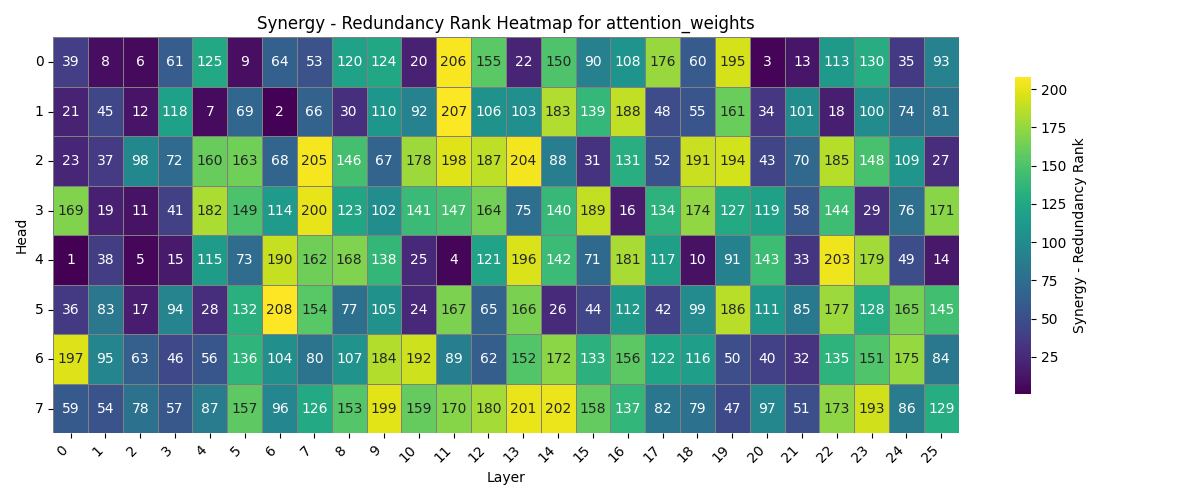 Synergy - Redundancy Rank Heatmap for attention_weights
0 39 8 6 61 125 9 64 53 120 124 20 206 155 22 150 90 108 176 60 195 3 13 113 130 35 93
1 21 45 12 118 7 69 2 66 30 110 92 207 106 103 183 139 188 48 55 161 34 101 18 100 74 81
2 23 37 98 72 160 163 68 205 146 67 178 198 187 204 88 31 131 52 191 194 43 70 185 148 109 27
3 169 19 11 41 182 149 114 200 123 102 141 147 164 75 140 189 16 134 174 127 119 58 144 29 76 171
4 1 38 5 15 115 73 190 162 168 138 25 4 121 196 142 71 181 117 10 91 143 33 203 179 49 14
5 36 83 17 94 28 132 208 154 77 105 24 167 65 166 26 44 112 42 99 186 111 85 177 128 165 145
6 197 95 63 46 56 136 104 80 107 184 192 89 62 152 172 133 156 122 116 50 40 32 135 151 175 84
7 59 54 78 57 87 157 96 126 153 199 159 170 180 201 202 158 137 82 79 47 97 51 173 193 86 129
0 1 2 3 4 5 6 7 8 9 10 11 12 13 14 15 16 17 18 19 20 21 22 23 24 25
Layer
Head
200
175
150
125
100
75
50
25
Synergy - Redundancy Rank